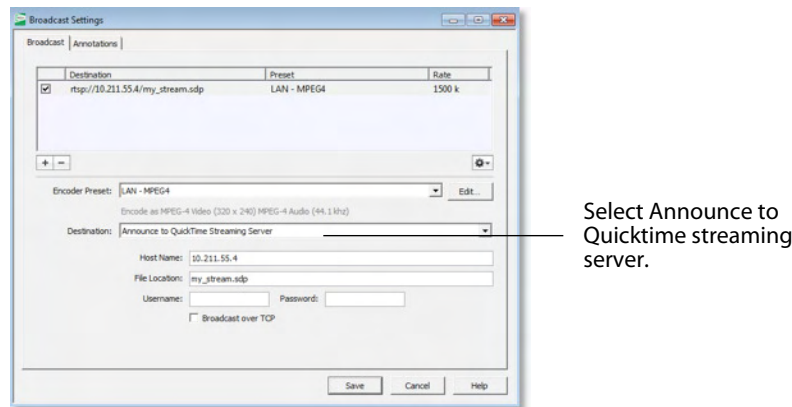 Broadcast Settings
Broadcast Annotations
Destination Preset Rate
rtsp://10.211.55.4/my_stream.sdp LAN - MPEG4 1500 k
+ -
Encoder Preset: LAN - MPEG4 Edit...
Encode as MPEG-4 Video (320 x 240) MPEG-4 Audio (44.1 khz)
Destination: Announce to QuickTime Streaming Server
Select Announce to
Quicktime streaming
server.
Host Name: 10.211.55.4
File Location: my_stream.sdp
Username: Password:
Broadcast over TCP
Save Cancel Help